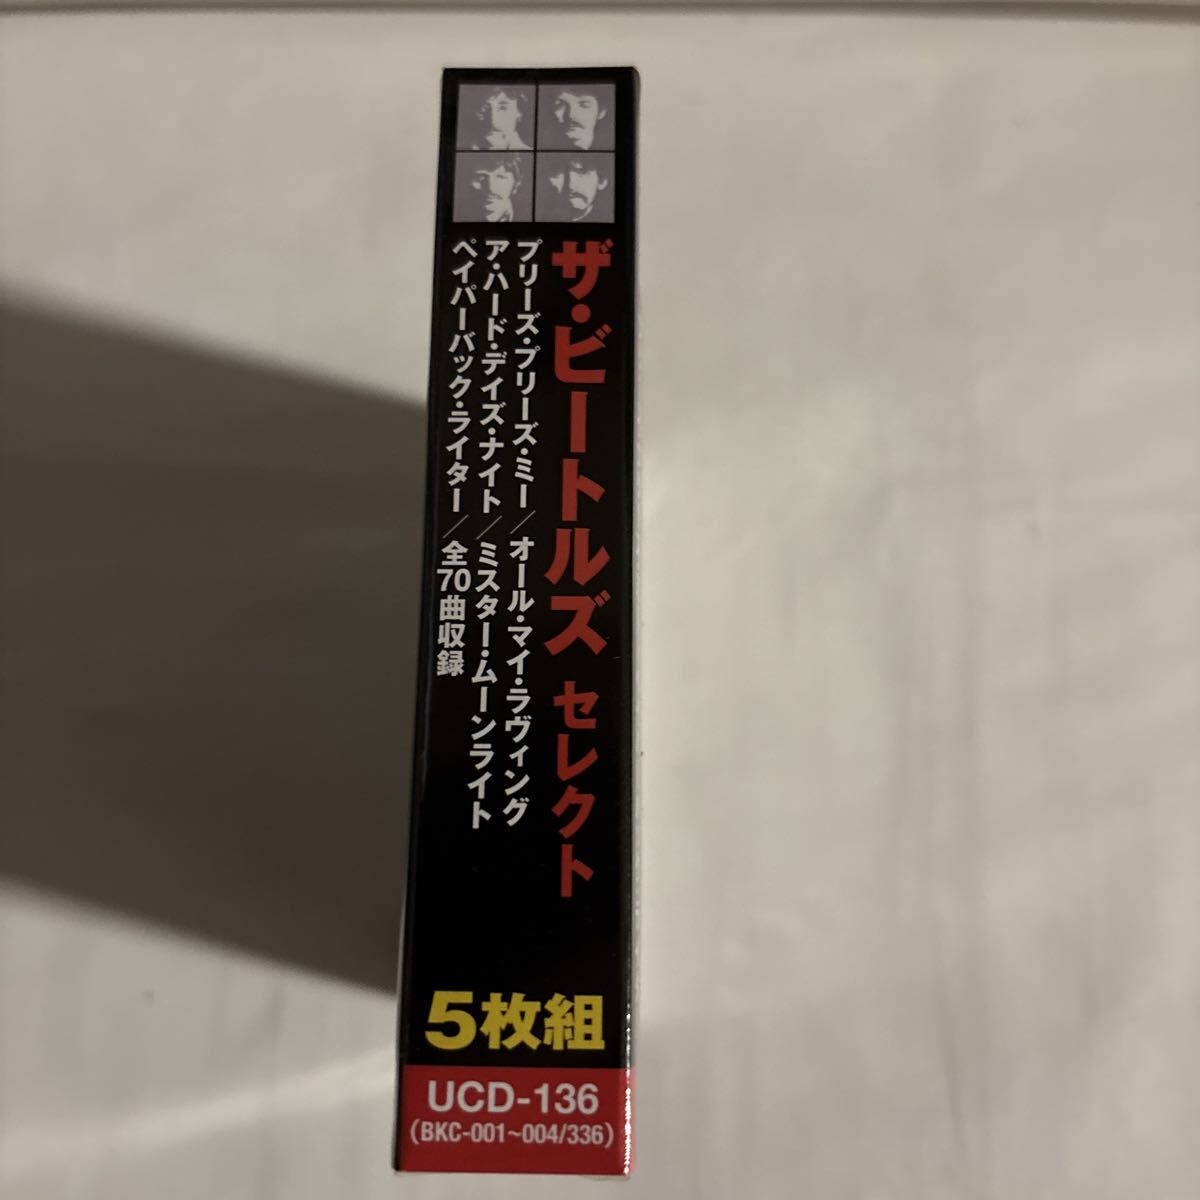 ザ・ビートルズ セレクト
プリーズ・プリーズ・ミー/オール・マイ・ラヴィング
ア・ハード・デイズ・ナイト/ミスター・ムーンライト
ペイパーバック・ライター/全70曲収録
5枚組
UCD-136
(BKC-001~004/336)